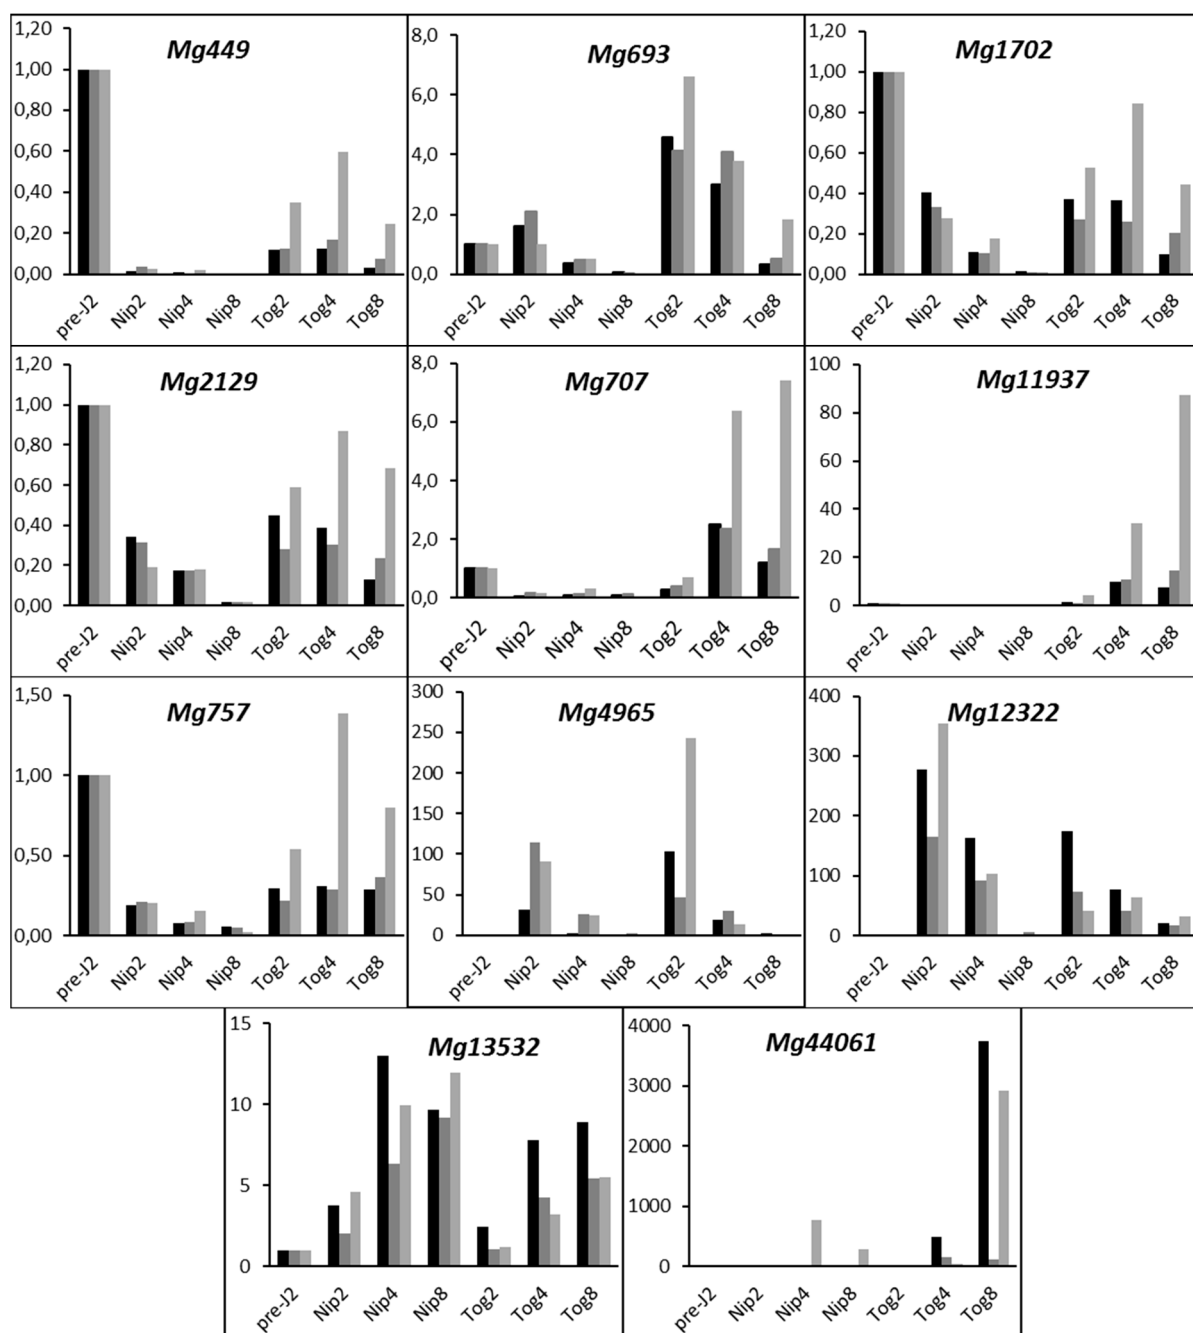 Mg449
1,20
1,00
0,80
0,60
0,40
0,20
0,00
pre-J2 Nip2 Nip4 Nip8 Tog2 Tog4 Tog8
Mg693
8,0
6,0
4,0
2,0
0,0
pre-J2 Nip2 Nip4 Nip8 Tog2 Tog4 Tog8
Mg1702
1,20
1,00
0,80
0,60
0,40
0,20
0,00
pre-J2 Nip2 Nip4 Nip8 Tog2 Tog4 Tog8
Mg2129
1,20
1,00
0,80
0,60
0,40
0,20
0,00
pre-J2 Nip2 Nip4 Nip8 Tog2 Tog4 Tog8
Mg707
8,0
6,0
4,0
2,0
0,0
pre-J2 Nip2 Nip4 Nip8 Tog2 Tog4 Tog8
Mg11937
100
80
60
40
20
0
pre-J2 Nip2 Nip4 Nip8 Tog2 Tog4 Tog8
Mg757
1,50
1,00
0,50
0,00
pre-J2 Nip2 Nip4 Nip8 Tog2 Tog4 Tog8
Mg4965
300
250
200
150
100
50
0
pre-J2 Nip2 Nip4 Nip8 Tog2 Tog4 Tog8
Mg12322
400
300
200
100
0
pre-J2 Nip2 Nip4 Nip8 Tog2 Tog4 Tog8
Mg13532
15
10
5
0
pre-J2 Nip2 Nip4 Nip8 Tog2 Tog4 Tog8
Mg44061
4000
3000
2000
1000
0
pre-J2 Nip2 Nip4 Nip8 Tog2 Tog4 Tog8